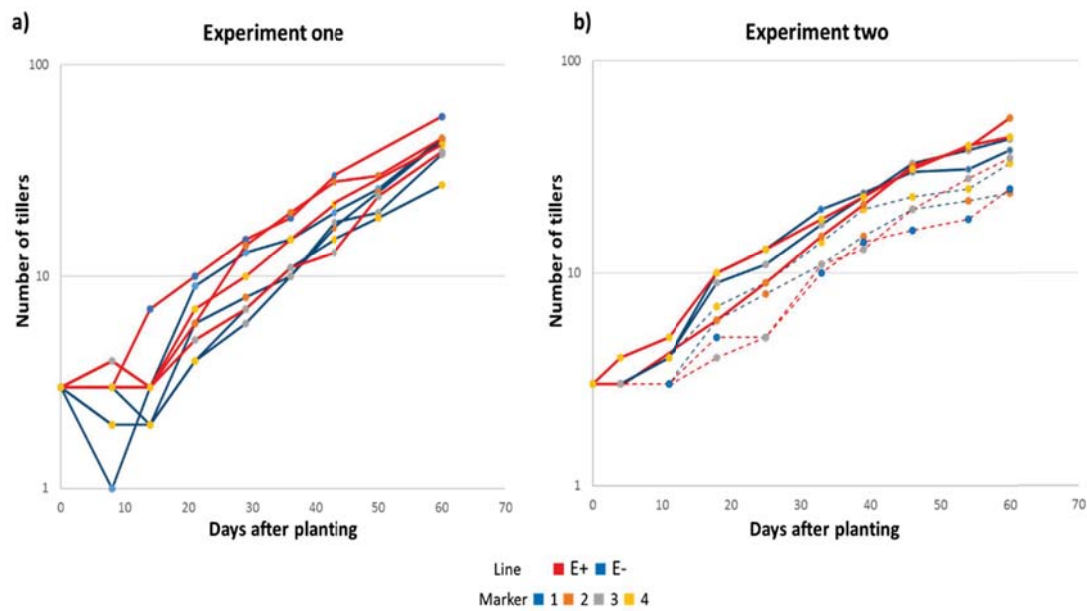 a)
Experiment one
100
10
1
0 10 20 30 40 50 60 70
Number of tillers
Days after planting
b)
Experiment two
100
10
1
0 10 20 30 40 50 60 70
Number of tillers
Days after planting
Line E+ E-
Marker 1 2 3 4